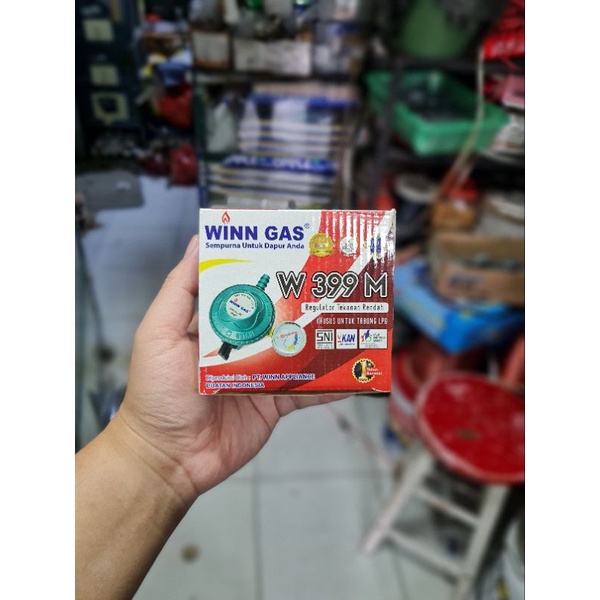 WINN GAS®
Sempurna Untuk Dapur Anda
W 399 M
Regulator Tekanan Rendah
KHUSUS UNTUK TABUNG LPG
WINN GAS
SNI
KAN
1
Diproduksi Oleh : PT. WINN APPLIANCE
BUATAN INDONESIA